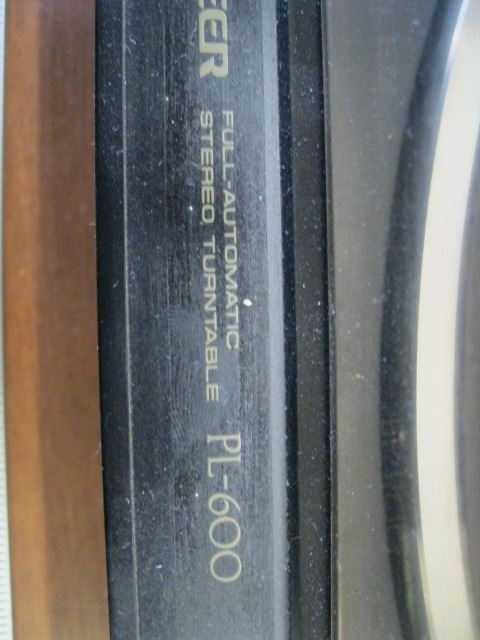 EER
FULL-AUTOMATIC
STEREO TURNTABLE
PL-600